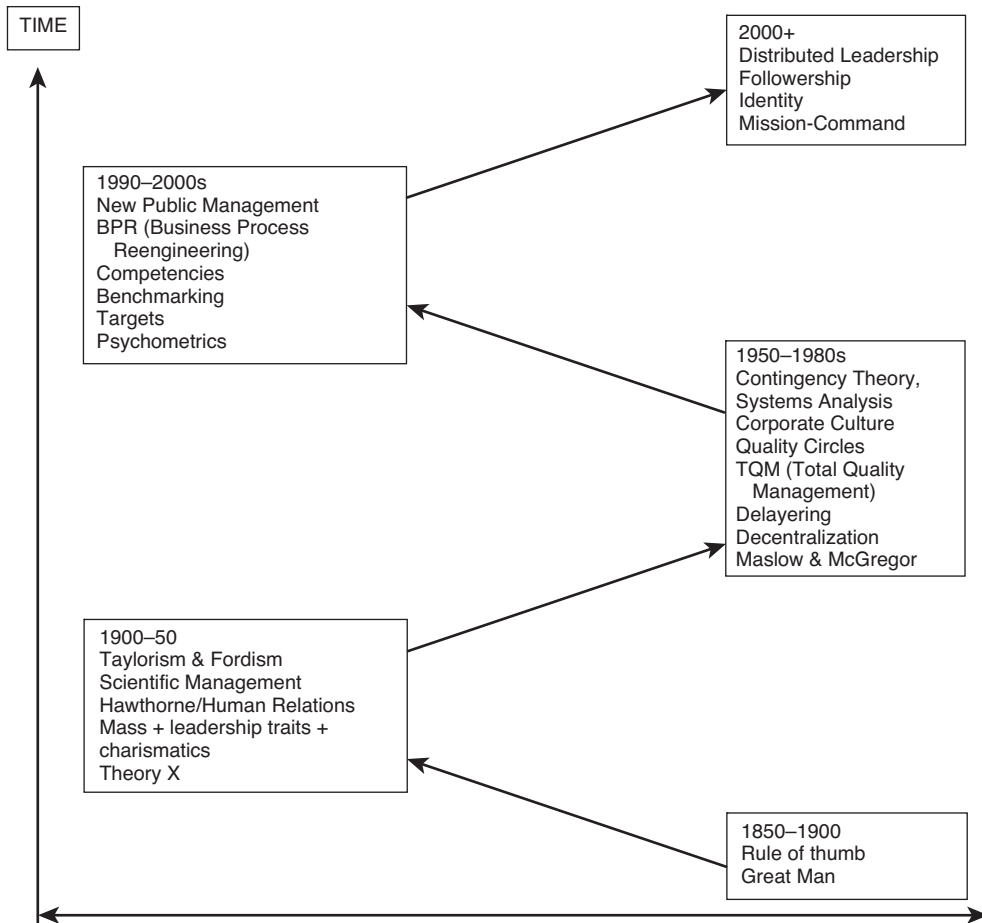 TIME
2000+
Distributed Leadership
Followership
Identity
Mission-Command
1990–2000s
New Public Management
BPR (Business Process
Reengineering)
Competencies
Benchmarking
Targets
Psychometrics
1950–1980s
Contingency Theory,
Systems Analysis
Corporate Culture
Quality Circles
TQM (Total Quality
Management)
Delayering
Decentralization
Maslow & McGregor
1900–50
Taylorism & Fordism
Scientific Management
Hawthorne/Human Relations
Mass + leadership traits +
charismatics
Theory X
1850–1900
Rule of thumb
Great Man